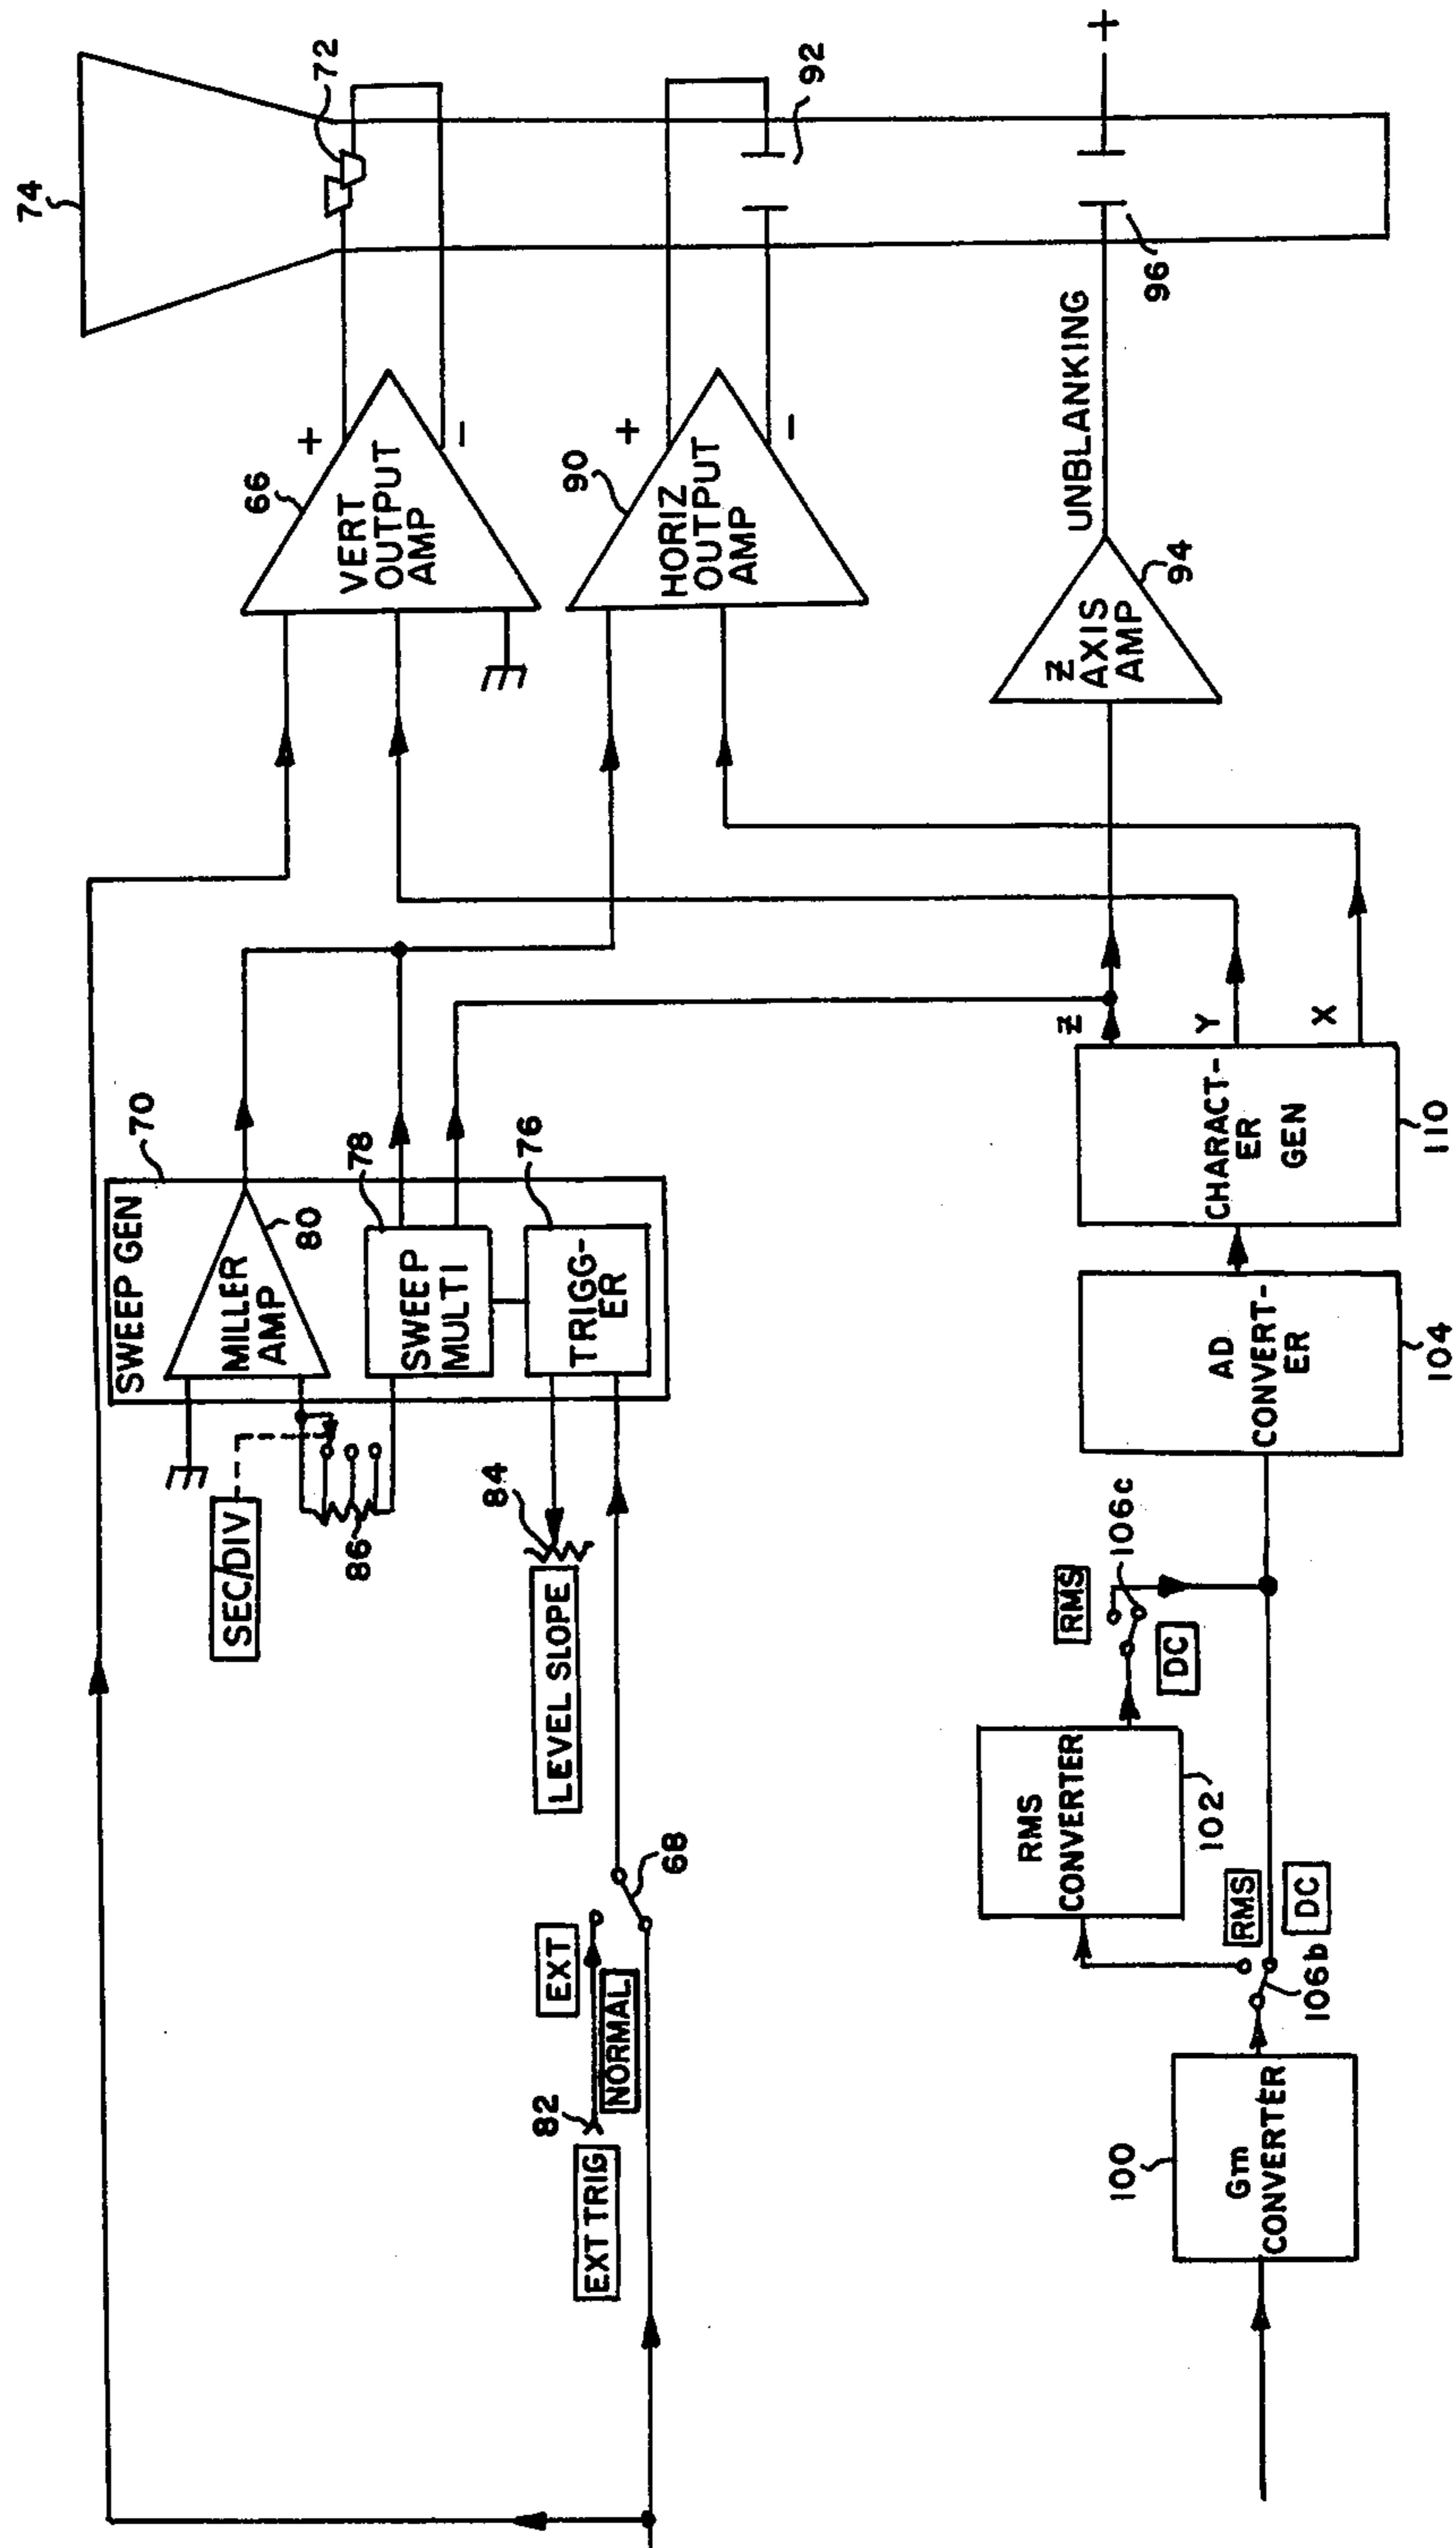 74
72
66
+
VERT
OUTPUT
AMP
−
92
90
+
HORIZ
OUTPUT
AMP
−
+
96
UNBLANKING
Z
AXIS
AMP
94
70
SWEEP GEN
MILLER
AMP
80
78
SWEEP
MULTI
76
TRIGG-
ER
SEC/DIV
86
84
LEVEL SLOPE
68
EXT
NORMAL
82
EXT TRIG
Z
Y
X
CHARACT-
ER
GEN
110
AD
CONVERT-
ER
104
106c
RMS
DC
RMS
CONVERTER
102
RMS
DC
106b
100
Gm
CONVERTER